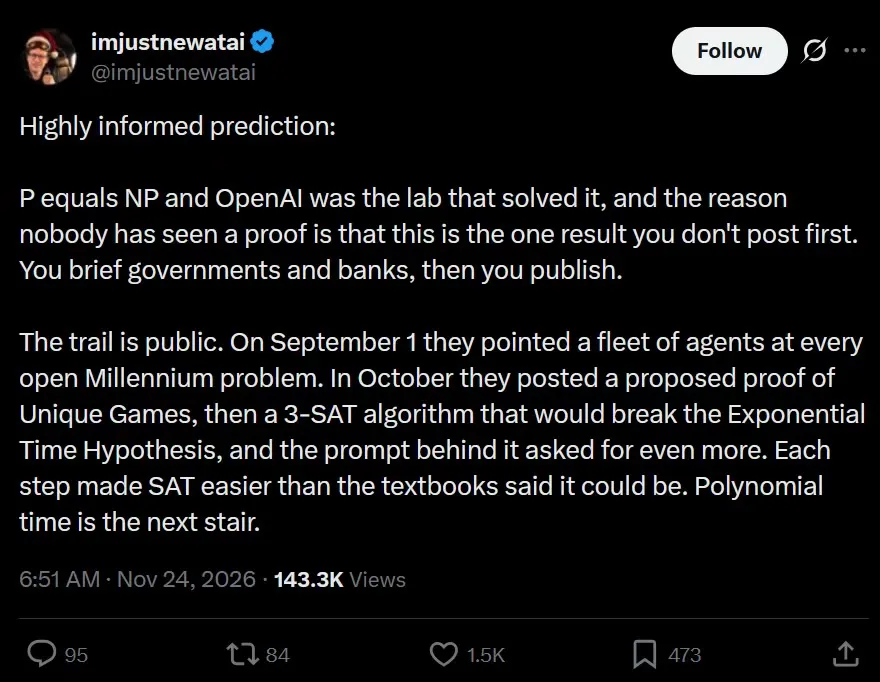 imjustnewatai
@imjustnewatai
Follow
Highly informed prediction:
P equals NP and OpenAI was the lab that solved it, and the reason
nobody has seen a proof is that this is the one result you don't post first.
You brief governments and banks, then you publish.
The trail is public. On September 1 they pointed a fleet of agents at every
open Millennium problem. In October they posted a proposed proof of
Unique Games, then a 3-SAT algorithm that would break the Exponential
Time Hypothesis, and the prompt behind it asked for even more. Each
step made SAT easier than the textbooks said it could be. Polynomial
time is the next stair.
6:51 AM · Nov 24, 2026 · 143.3K Views
95 84 1.5K 473